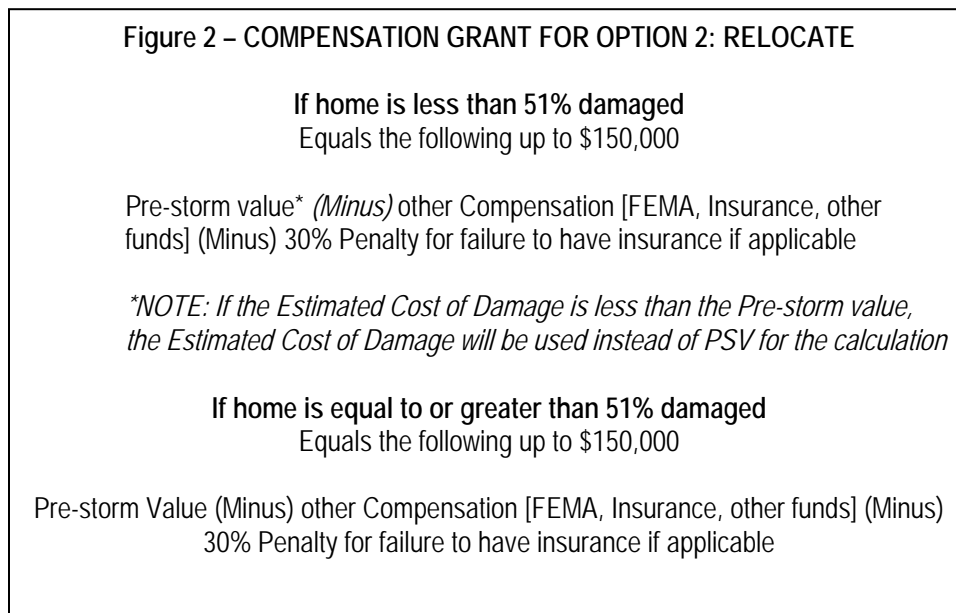 Figure 2 – COMPENSATION GRANT FOR OPTION 2: RELOCATE
If home is less than 51% damaged
Equals the following up to $150,000
Pre-storm value* (Minus) other Compensation [FEMA, Insurance, other
funds] (Minus) 30% Penalty for failure to have insurance if applicable
*NOTE: If the Estimated Cost of Damage is less than the Pre-storm value,
the Estimated Cost of Damage will be used instead of PSV for the calculation
If home is equal to or greater than 51% damaged
Equals the following up to $150,000
Pre-storm Value (Minus) other Compensation [FEMA, Insurance, other funds] (Minus)
30% Penalty for failure to have insurance if applicable